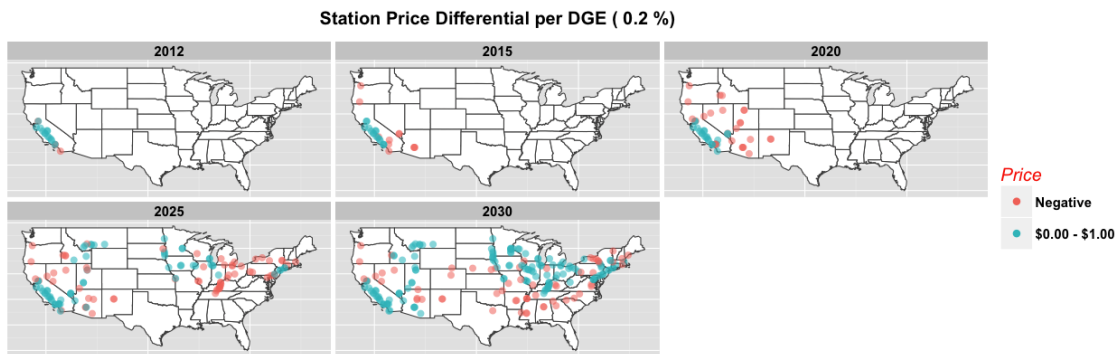 Station Price Differential per DGE ( 0.2 %)
2012
2015
2020
2025
2030
Price
Negative
$0.00 - $1.00